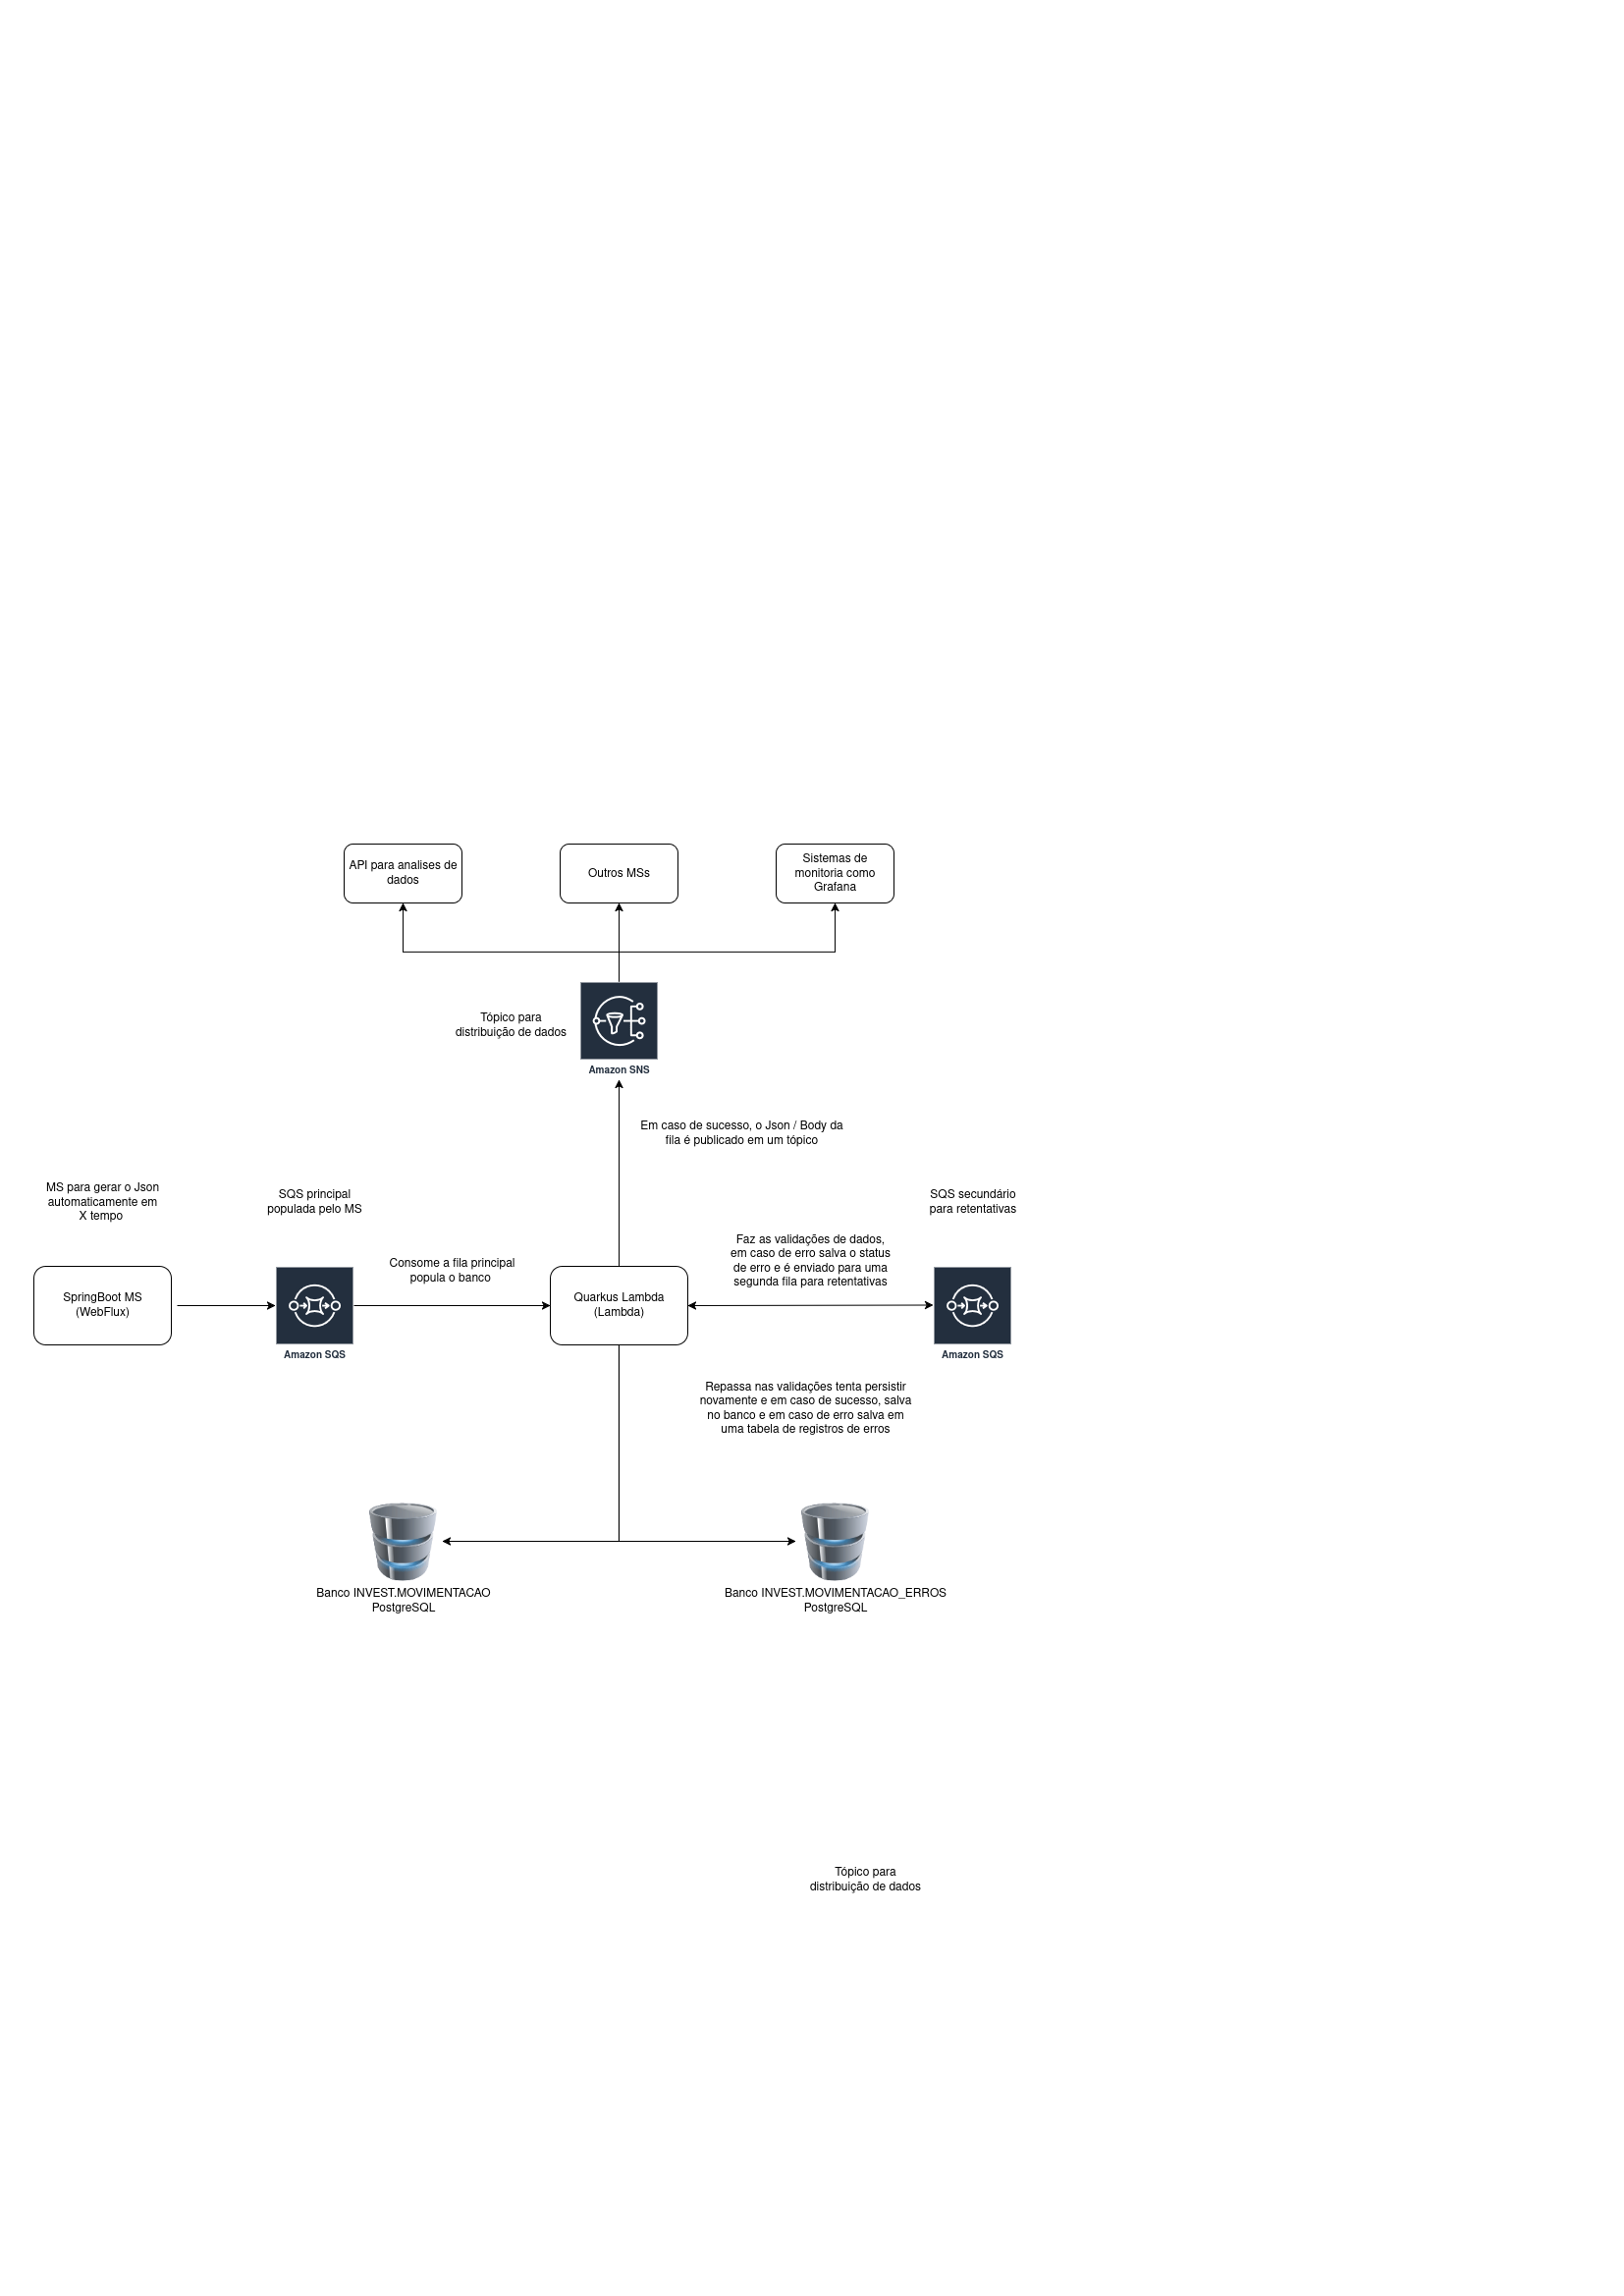 API para analises de
dados
Outros MSs
Sistemas de
monitoria como
Grafana
Tópico para
distribuição de dados
Amazon SNS
Em caso de sucesso, o Json / Body da
fila é publicado em um tópico
MS para gerar o Json
automaticamente em
X tempo
SQS principal
populada pelo MS
SQS secundário
para retentativas
Consome a fila principal
popula o banco
Faz as validações de dados,
em caso de erro salva o status
de erro e é enviado para uma
segunda fila para retentativas
SpringBoot MS
(WebFlux)
Amazon SQS
Quarkus Lambda
(Lambda)
Amazon SQS
Repassa nas validações tenta persistir
novamente e em caso de sucesso, salva
no banco e em caso de erro salva em
uma tabela de registros de erros
Banco INVEST.MOVIMENTACAO
PostgreSQL
Banco INVEST.MOVIMENTACAO_ERROS
PostgreSQL
Tópico para
distribuição de dados